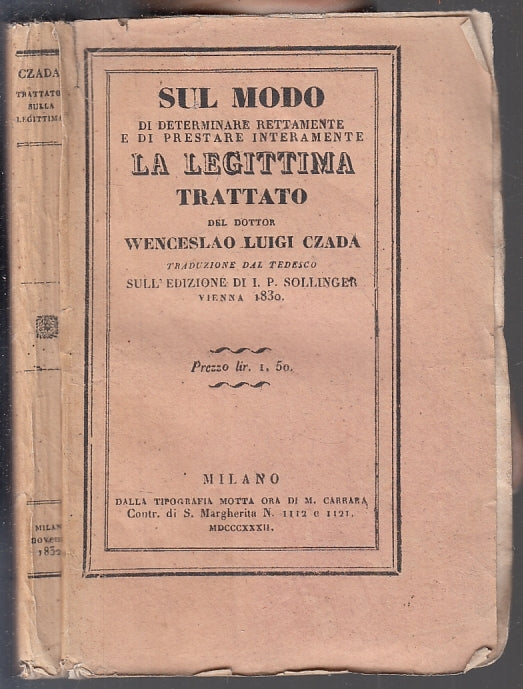 CZADA
TRATTATO
SULLA
LEGITTIMA
MILAN
1832
SUL MODO
DI DETERMINARE RETTAMENTE
E DI PRESTARE INTERAMENTE
LA LEGITTIMA
TRATTATO
DEL DOTTOR
WENCESLAO LUIGI CZADA
TRADUZIONE DAL TEDESCO
SULL' EDIZIONE DI I. P. SOLLINGER
VIENNA 1830.
Prezzo lir. 1. 50.
MILANO
DALLA TIPOGRAFIA MOTTA ORA DI M. CARRARA
Contr. di S. Margherita N. 1112 e 1121.
MDCCCXXXII.